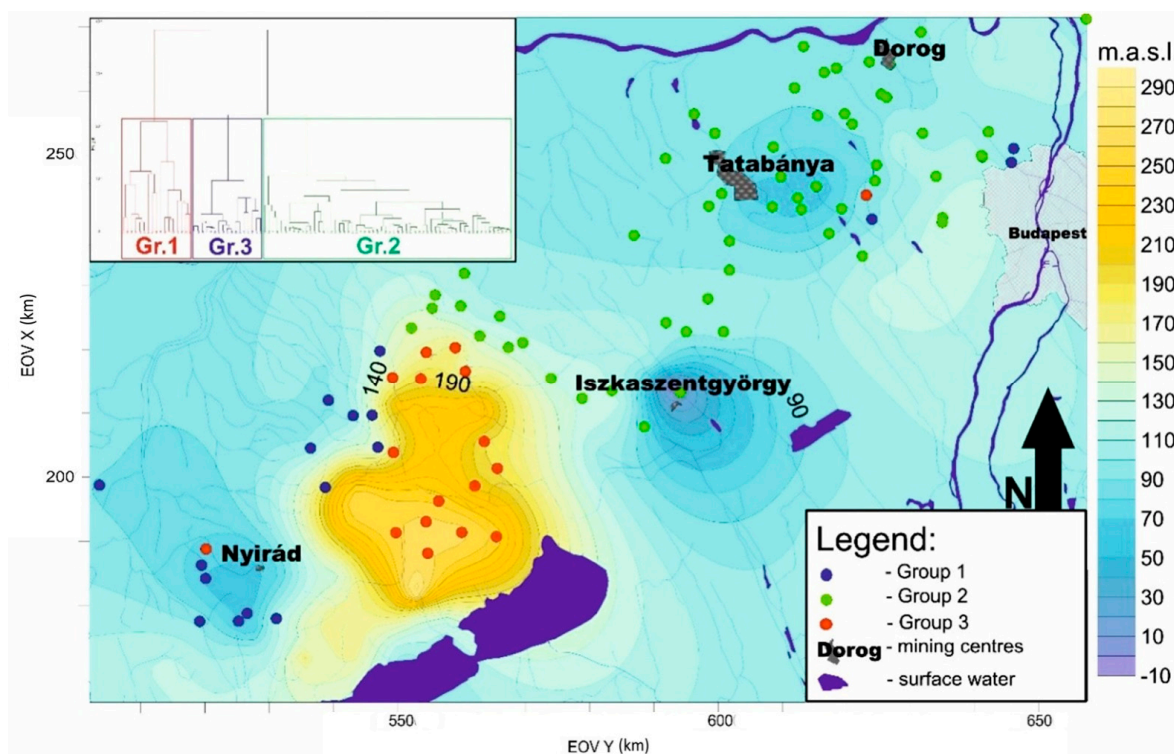 Gr.1
Gr.3
Gr.2
Dorog
Tatabánya
Budapest
140
190
Iszkaszentgyörgy
90
Nyirád
N
m.a.s.l
290
270
250
230
210
190
170
150
130
110
90
70
50
30
10
-10
EOV X (km)
250
200
550
600
650
EOV Y (km)
Legend:
- Group 1
- Group 2
- Group 3
Dorog - mining centres
- surface water